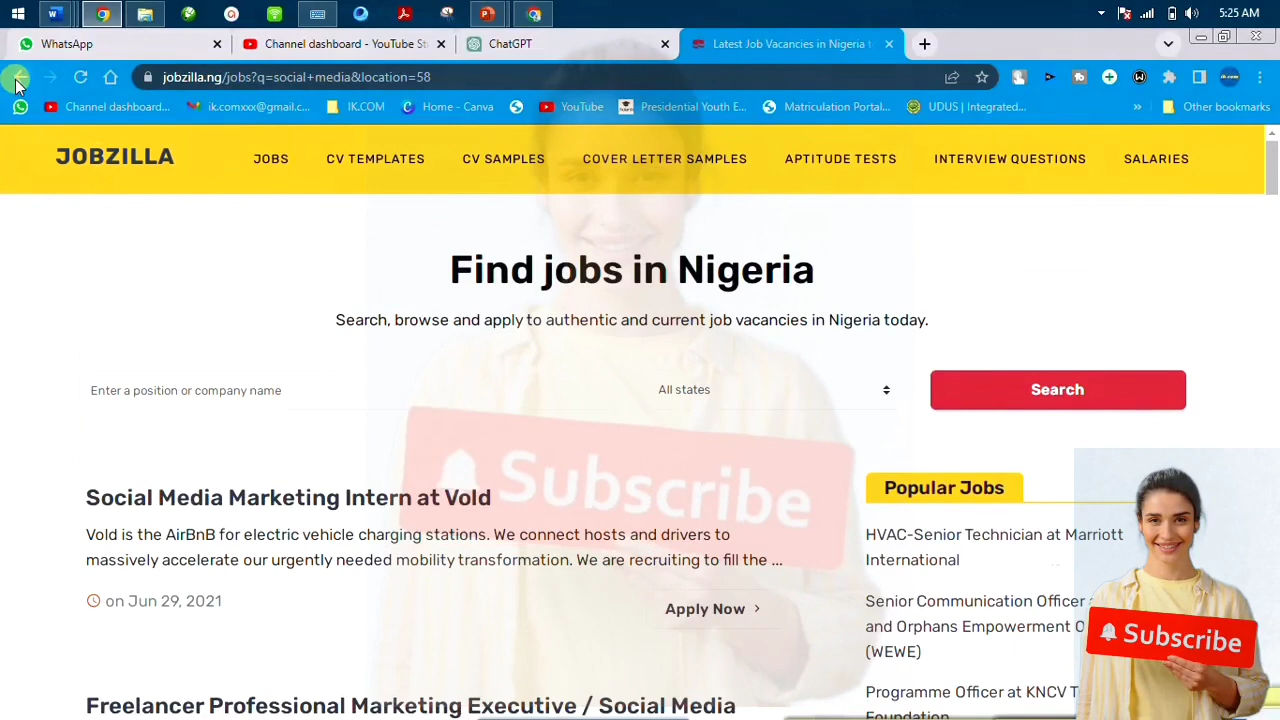 5:25 AM
WhatsApp
Channel dashboard - YouTube St
ChatGPT
Latest Job Vacancies in Nigeria t
jobzilla.ng/jobs?q=social+media&location=58
Channel dashboard...
ik.comxx@gmail.c...
IK.COM
Home - Canva
YouTube
Presidential Youth E...
Matriculation Portal...
UDUS | Integrated...
»
Other bookmarks
JOBZILLA
JOBS
CV TEMPLATES
CV SAMPLES
COVER LETTER SAMPLES
APTITUDE TESTS
INTERVIEW QUESTIONS
SALARIES
Find jobs in Nigeria
Search, browse and apply to authentic and current job vacancies in Nigeria today.
Enter a position or company name
All states
Search
Subscribe
Social Media Marketing Intern at Vold
Vold is the AirBnB for electric vehicle charging stations. We connect hosts and drivers to
massively accelerate our urgently needed mobility transformation. We are recruiting to fill the ...
on Jun 29, 2021
Apply Now
Freelancer Professional Marketing Executive / Social Media
Popular Jobs
HVAC-Senior Technician at Marriott
International
Senior Communication Officer
and Orphans Empowerment O
(WEWE)
Programme Officer at KNCV T
Foundation
Subscribe